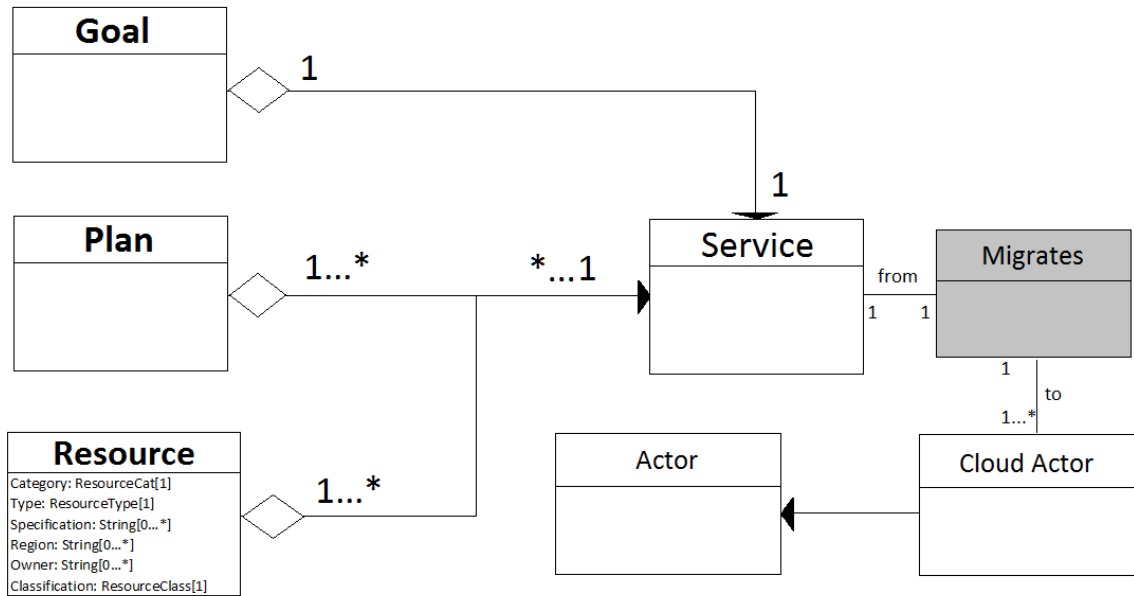 Goal
1
1
Plan
1...*
*...1
Service
from
1
1
Migrates
1
to
1...*
Resource
Category: ResourceCat[1]
Type: ResourceType[1]
Specification: String[0...*]
Region: String[0...*]
Owner: String[0...*]
Classification: ResourceClass[1]
1...*
Actor
Cloud Actor